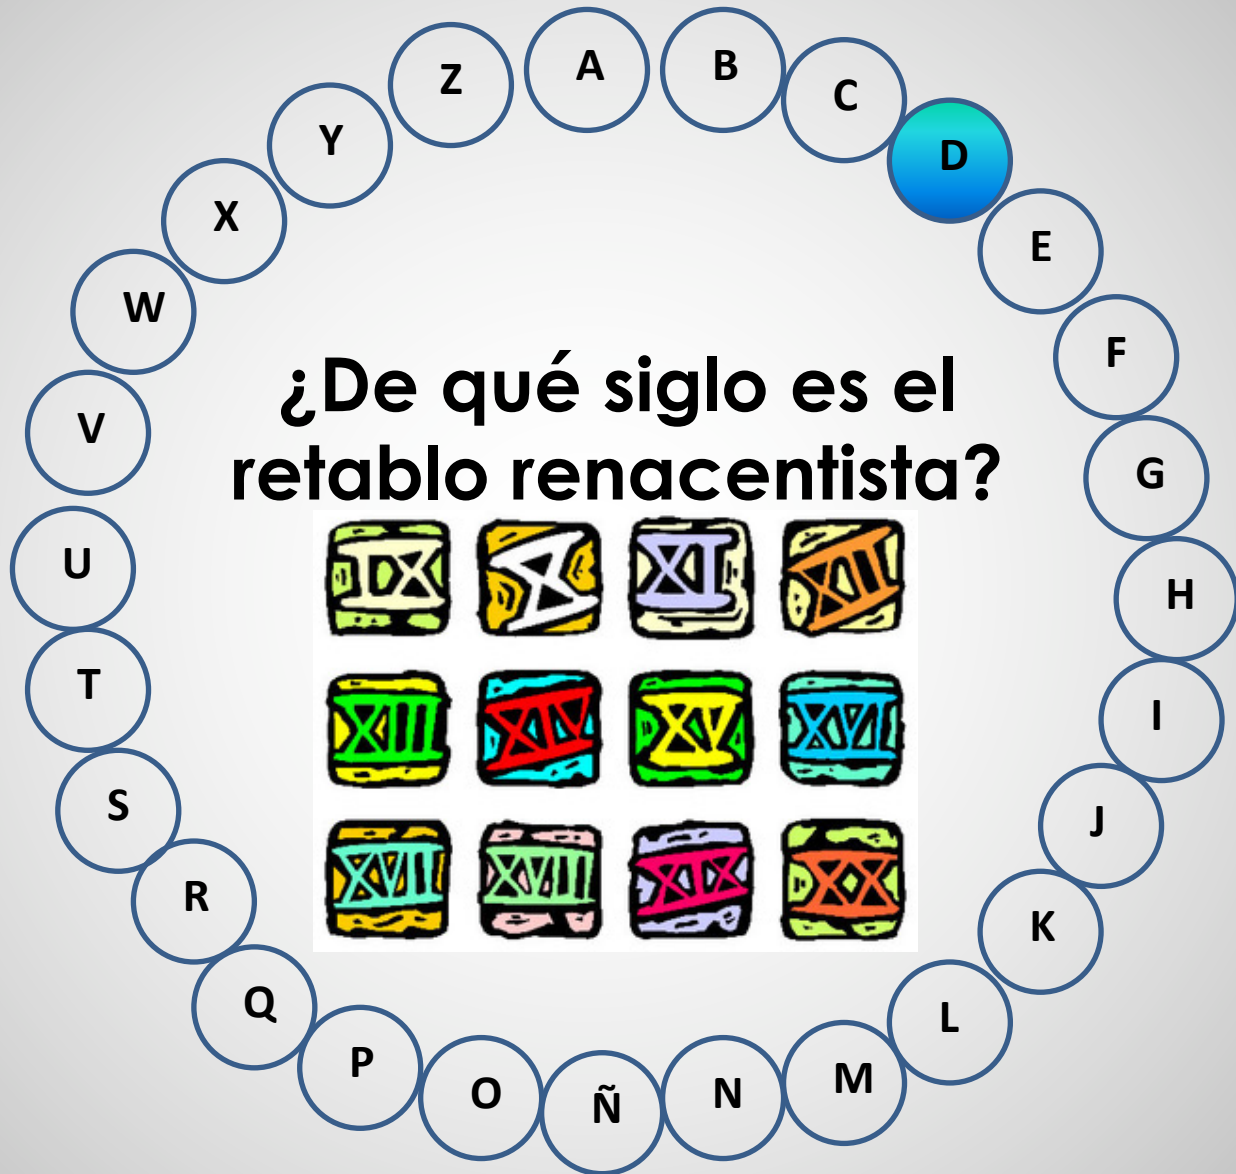 A
B
C
D
E
F
G
H
I
J
K
L
M
N
Ñ
O
P
Q
R
S
T
U
V
W
X
Y
Z
¿De qué siglo es el
retablo renacentista?
IX X XI XII
XIII XIV XV XVI
XVII XVIII XIX XX